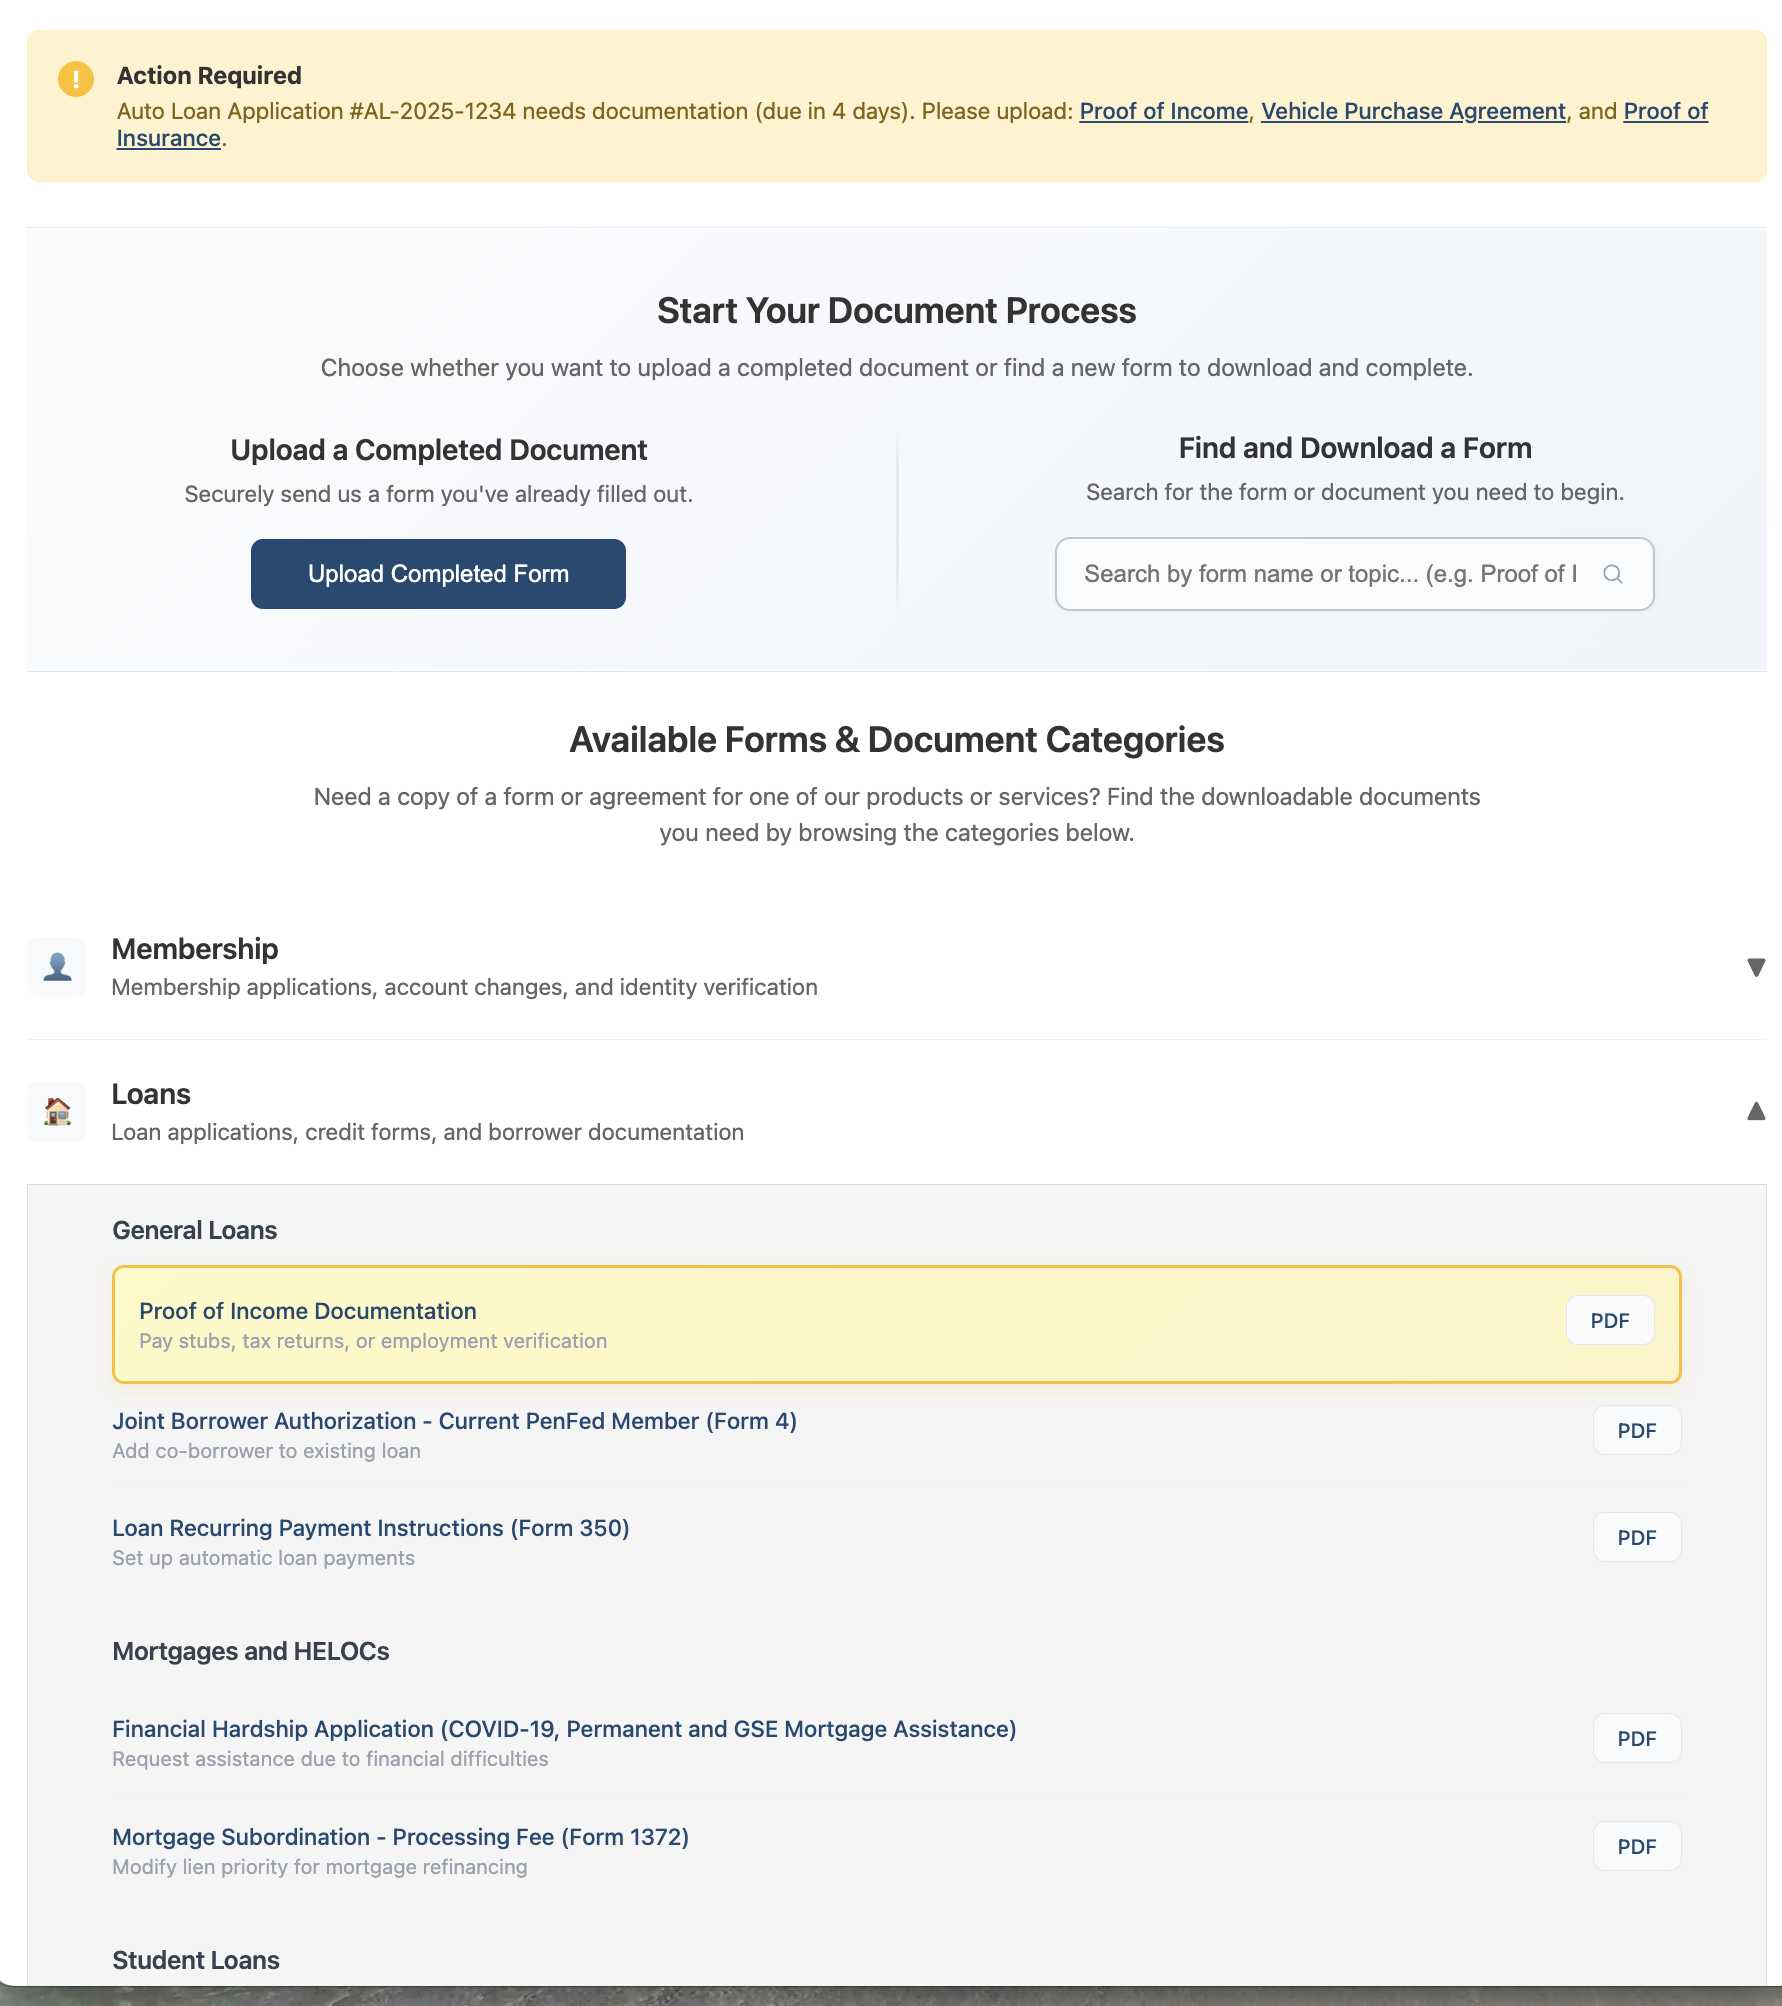 Action Required
Auto Loan Application #AL-2025-1234 needs documentation (due in 4 days). Please upload: Proof of Income, Vehicle Purchase Agreement, and Proof of
Insurance.
Start Your Document Process
Choose whether you want to upload a completed document or find a new form to download and complete.
Upload a Completed Document
Securely send us a form you've already filled out.
Upload Completed Form
Find and Download a Form
Search for the form or document you need to begin.
Search by form name or topic... (e.g. Proof of I
Available Forms & Document Categories
Need a copy of a form or agreement for one of our products or services? Find the downloadable documents
you need by browsing the categories below.
Membership
Membership applications, account changes, and identity verification
Loans
Loan applications, credit forms, and borrower documentation
General Loans
Proof of Income Documentation
Pay stubs, tax returns, or employment verification
PDF
Joint Borrower Authorization - Current PenFed Member (Form 4)
Add co-borrower to existing loan
PDF
Loan Recurring Payment Instructions (Form 350)
Set up automatic loan payments
PDF
Mortgages and HELOCs
Financial Hardship Application (COVID-19, Permanent and GSE Mortgage Assistance)
Request assistance due to financial difficulties
PDF
Mortgage Subordination - Processing Fee (Form 1372)
Modify lien priority for mortgage refinancing
PDF
Student Loans